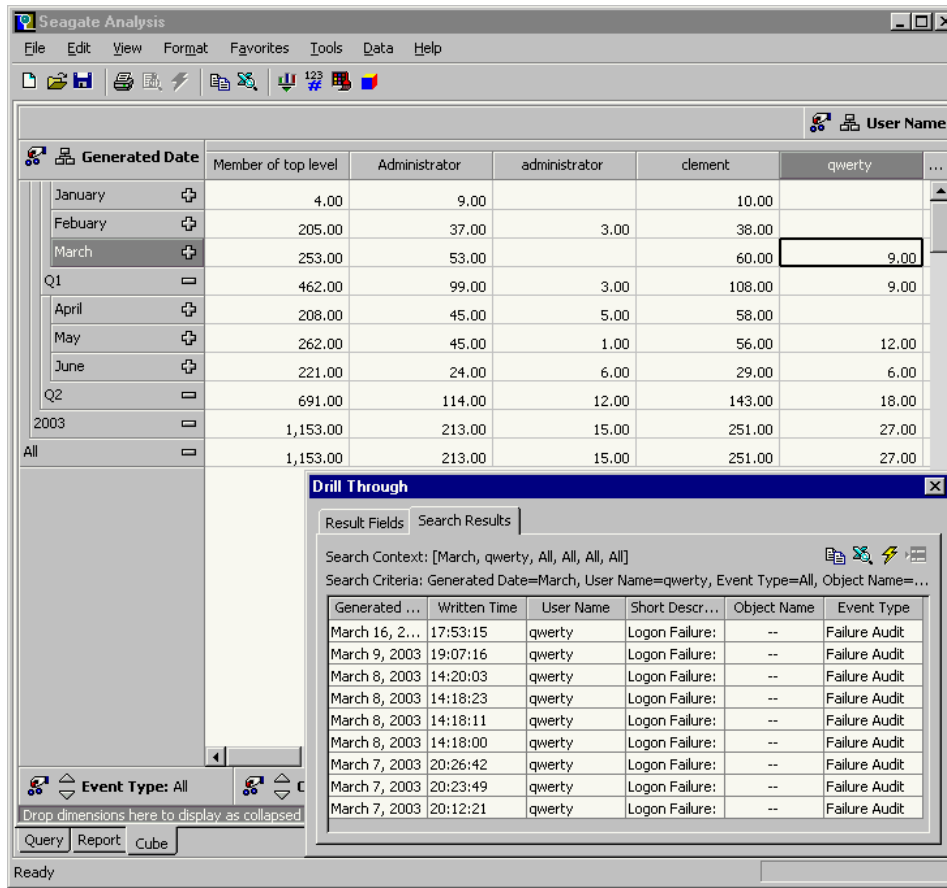 Seagate Analysis
File Edit View Format Favorites Tools Data Help
User Name
Generated Date Member of top level Administrator administrator clement qwerty ...
January 4.00 9.00 10.00
Febuary 205.00 37.00 3.00 38.00
March 253.00 53.00 60.00 9.00
Q1 462.00 99.00 3.00 108.00 9.00
April 208.00 45.00 5.00 58.00
May 262.00 45.00 1.00 56.00 12.00
June 221.00 24.00 6.00 29.00 6.00
Q2 691.00 114.00 12.00 143.00 18.00
2003 1,153.00 213.00 15.00 251.00 27.00
All 1,153.00 213.00 15.00 251.00 27.00
Drill Through
Result Fields Search Results
Search Context: [March, qwerty, All, All, All, All]
Search Criteria: Generated Date=March, User Name=qwerty, Event Type=All, Object Name=...
Generated ... Written Time User Name Short Descr... Object Name Event Type
March 16, 2... 17:53:15 qwerty Logon Failure: -- Failure Audit
March 9, 2003 19:07:16 qwerty Logon Failure: -- Failure Audit
March 8, 2003 14:20:03 qwerty Logon Failure: -- Failure Audit
March 8, 2003 14:18:23 qwerty Logon Failure: -- Failure Audit
March 8, 2003 14:18:11 qwerty Logon Failure: -- Failure Audit
March 8, 2003 14:18:00 qwerty Logon Failure: -- Failure Audit
March 7, 2003 20:26:42 qwerty Logon Failure: -- Failure Audit
March 7, 2003 20:23:49 qwerty Logon Failure: -- Failure Audit
March 7, 2003 20:12:21 qwerty Logon Failure: -- Failure Audit
Event Type: All
Drop dimensions here to display as collapsed
Query Report Cube
Ready